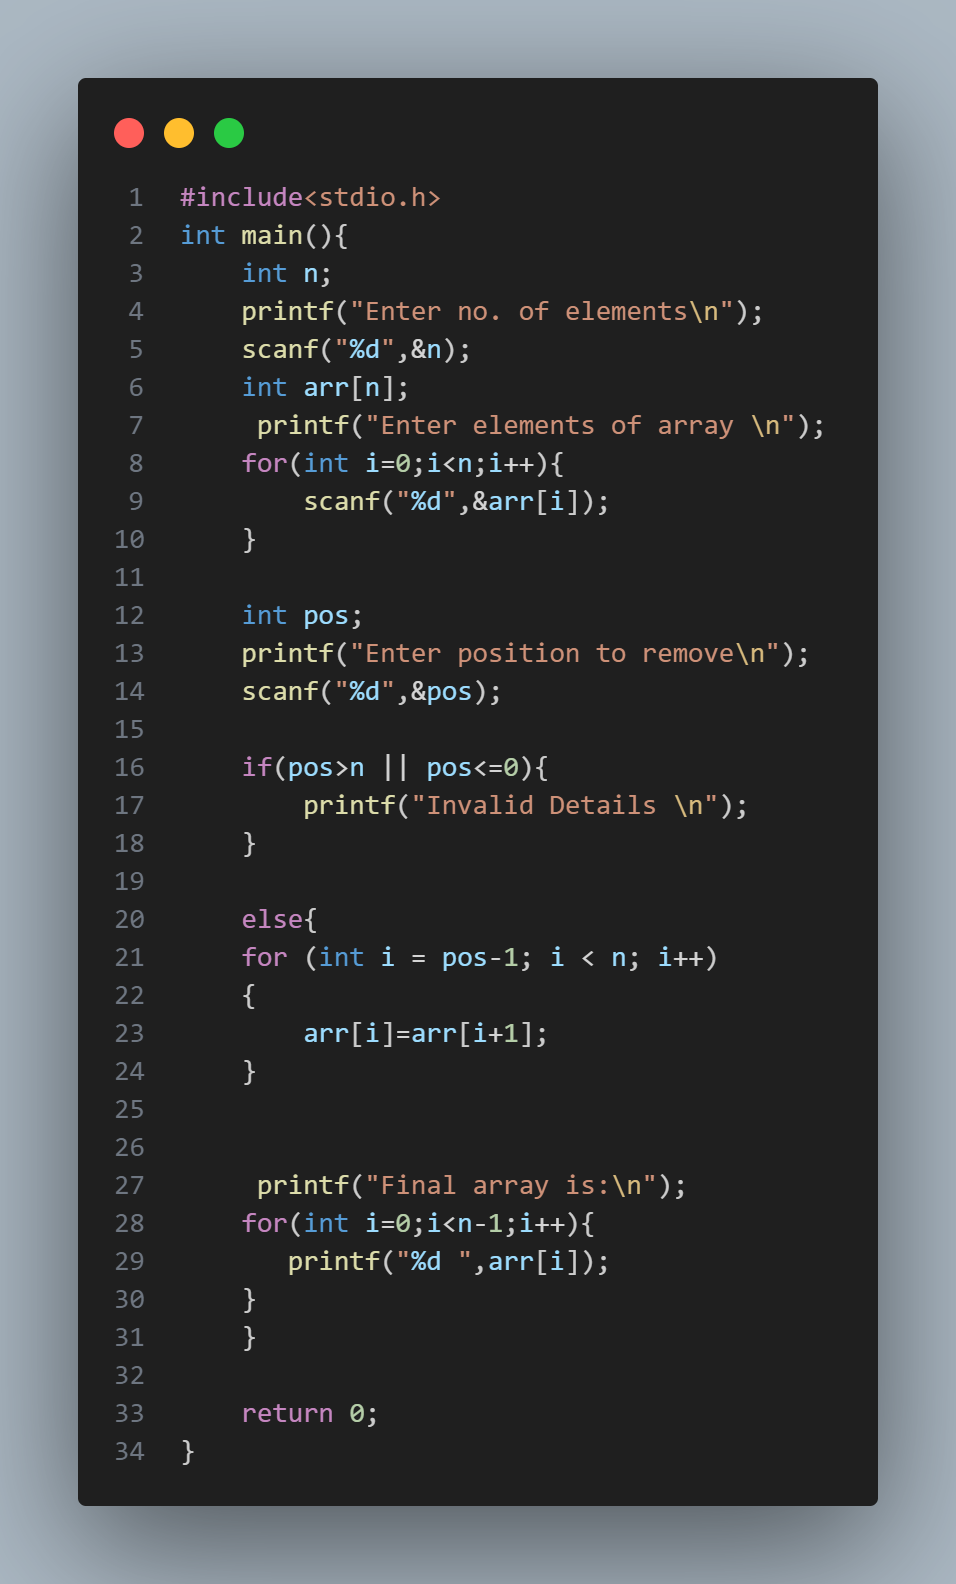 1 #include<stdio.h>
2 int main(){
3     int n;
4     printf("Enter no. of elements\n");
5     scanf("%d",&n);
6     int arr[n];
7      printf("Enter elements of array \n");
8     for(int i=0;i<n;i++){
9         scanf("%d",&arr[i]);
10     }
11
12     int pos;
13     printf("Enter position to remove\n");
14     scanf("%d",&pos);
15
16     if(pos>n || pos<=0){
17         printf("Invalid Details \n");
18     }
19
20     else{
21     for (int i = pos-1; i < n; i++)
22     {
23         arr[i]=arr[i+1];
24     }
25
26
27      printf("Final array is:\n");
28     for(int i=0;i<n-1;i++){
29        printf("%d ",arr[i]);
30     }
31     }
32
33     return 0;
34 }